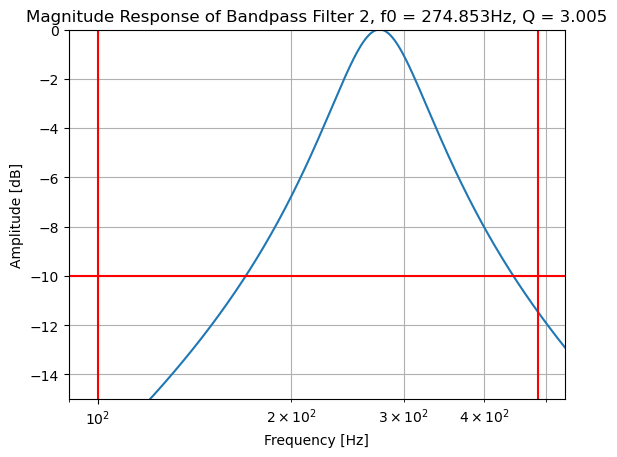 Magnitude Response of Bandpass Filter 2, f0 = 274.853Hz, Q = 3.005
Amplitude [dB]
0
−2
−4
−6
−8
−10
−12
−14
10²
2 × 10²
3 × 10²
4 × 10²
Frequency [Hz]